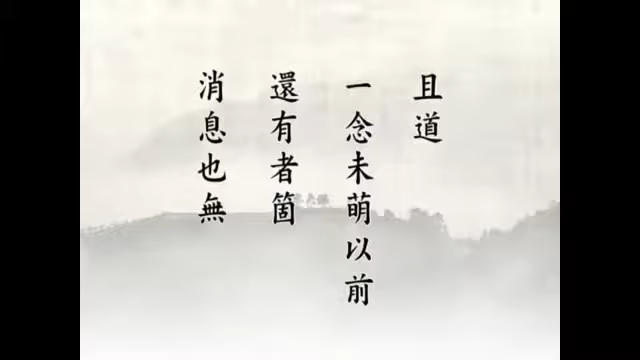 且道
一念未萌以前
還有者箇
消息也無